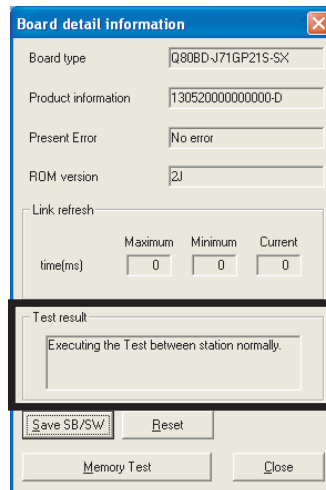 Board detail information
Board type Q80BD-J71GP21S-SX
Product information 130520000000000-D
Present Error No error
ROM version 2J
Link refresh
Maximum Minimum Current
time(ms) 0 0 0
Test result
Executing the Test between station normally.
Save SB/SW Reset
Memory Test Close